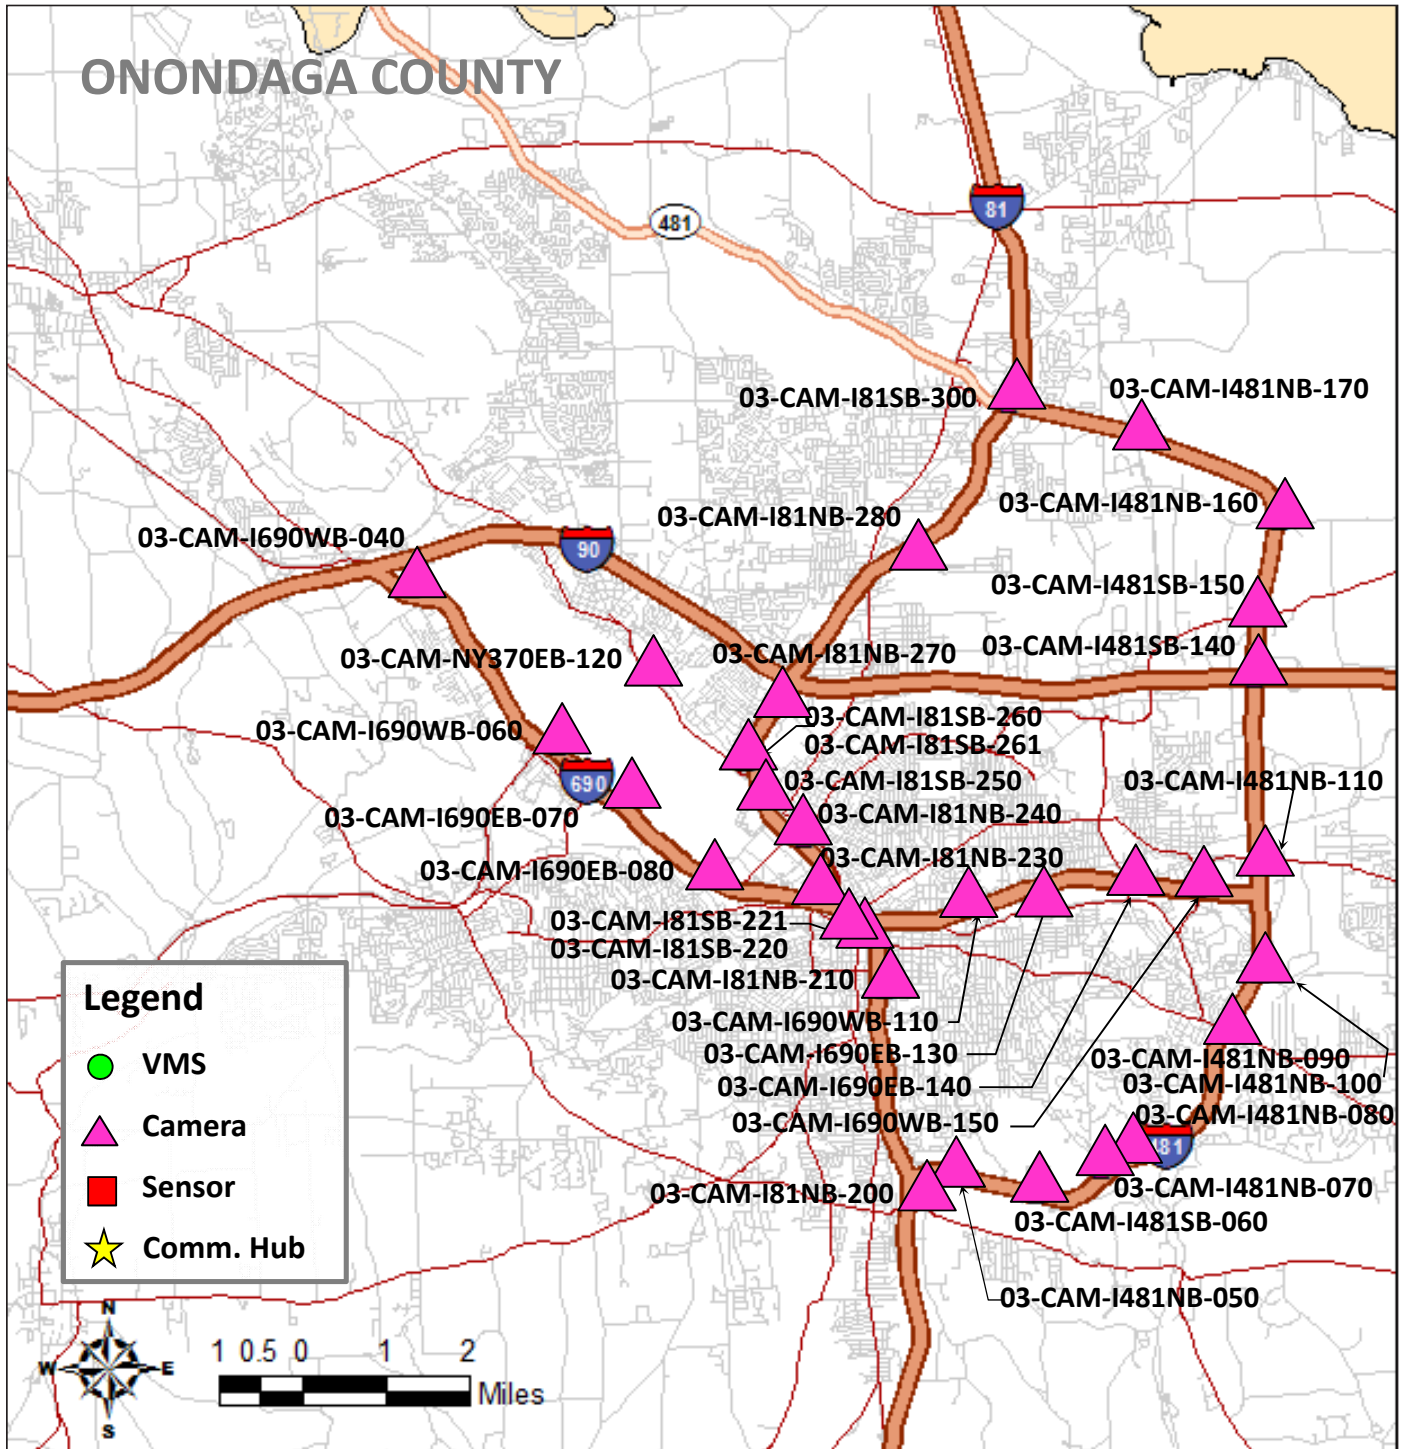 ONONDAGA COUNTY
81
481
03-CAM-I81SB-300
03-CAM-I481NB-170
03-CAM-I481NB-160
03-CAM-I81NB-280
03-CAM-I690WB-040
90
03-CAM-I481SB-150
03-CAM-I481SB-140
03-CAM-NY370EB-120
03-CAM-I81NB-270
03-CAM-I81SB-260
03-CAM-I690WB-060
03-CAM-I81SB-261
690
03-CAM-I81SB-250
03-CAM-I481NB-110
03-CAM-I690EB-070
03-CAM-I81NB-240
03-CAM-I81NB-230
03-CAM-I690EB-080
03-CAM-I81SB-221
03-CAM-I81SB-220
03-CAM-I81NB-210
03-CAM-I690WB-110
03-CAM-I690EB-130
03-CAM-I481NB-090
03-CAM-I690EB-140
03-CAM-I481NB-100
03-CAM-I481NB-080
03-CAM-I690WB-150
481
03-CAM-I81NB-200
03-CAM-I481NB-070
03-CAM-I481SB-060
03-CAM-I481NB-050
Legend
VMS
Camera
Sensor
Comm. Hub
N
W E
S
1 0.5 0 1 2
Miles